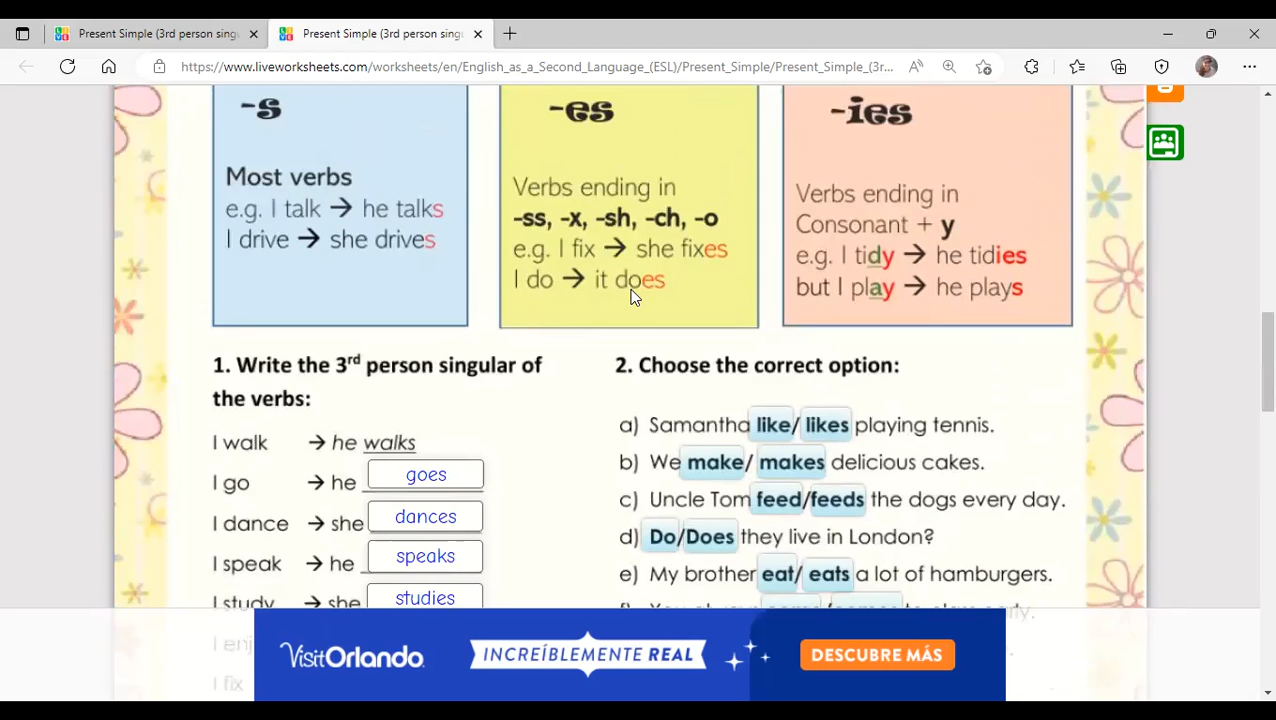 Present Simple (3rd person singu
Present Simple (3rd person singu
https://www.liveworksheets.com/worksheets/en/English_as_a_Second_Language_(ESL)/Present_Simple/Present_Simple_(3r...
-s
Most verbs
e.g. I talk → he talks
I drive → she drives
-es
Verbs ending in
-ss, -x, -sh, -ch, -o
e.g. I fix → she fixes
I do → it does
-ies
Verbs ending in
Consonant + y
e.g. I tidy → he tidies
but I play → he plays
1. Write the 3rd person singular of
the verbs:
I walk → he walks
I go → he goes
I dance → she dances
I speak → he speaks
I study → she studies
I enj
I fix
2. Choose the correct option:
a) Samantha like/ likes playing tennis.
b) We make/ makes delicious cakes.
c) Uncle Tom feed/feeds the dogs every day.
d) Do/Does they live in London?
e) My brother eat/ eats a lot of hamburgers.
VISITORLANDO.
INCREÍBLEMENTE REAL
DESCUBRE MÁS